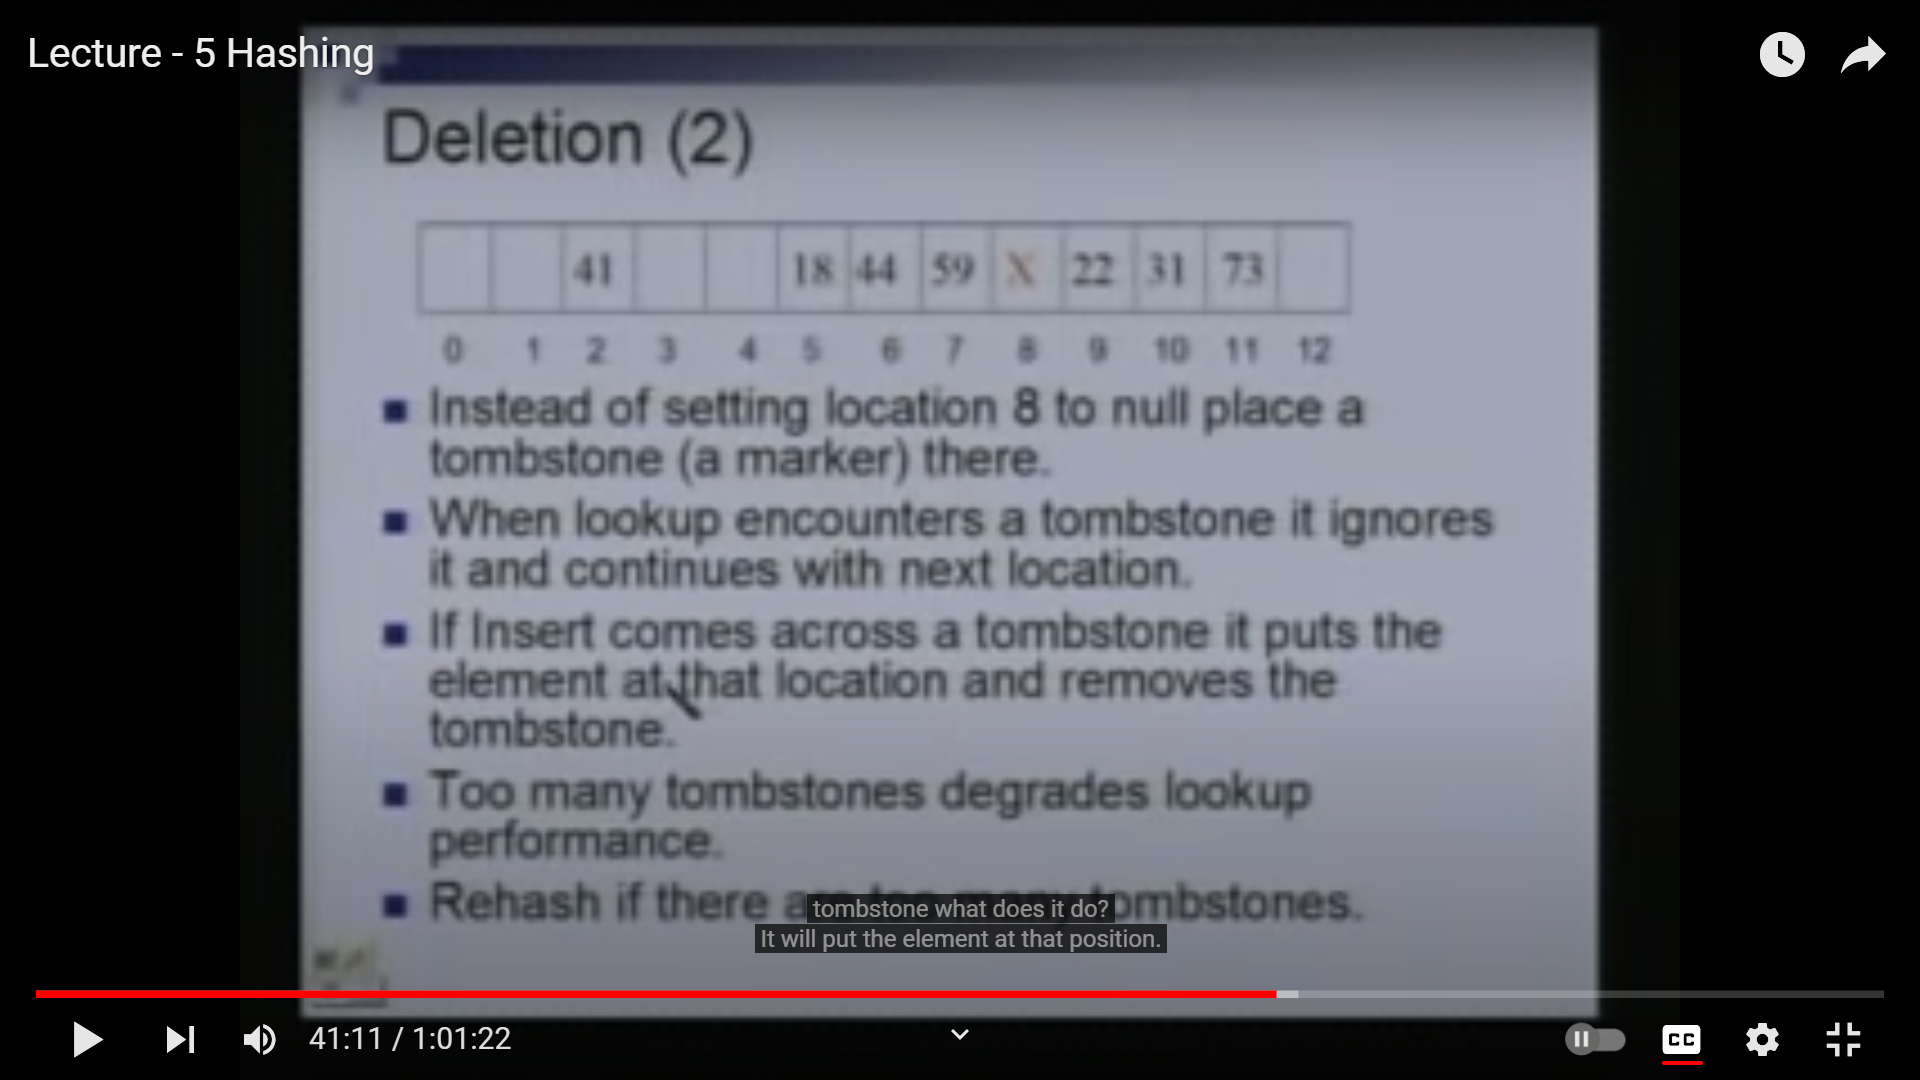 Lecture - 5 Hashing
Deletion (2)
41 18 44 59 X 22 31 73
0 1 2 3 4 5 6 7 8 9 10 11 12
Instead of setting location 8 to null place a
tombstone (a marker) there.
When lookup encounters a tombstone it ignores
it and continues with next location.
If Insert comes across a tombstone it puts the
element at that location and removes the
tombstone.
Too many tombstones degrades lookup
performance.
Rehash if there are too many tombstones.
tombstone what does it do?
It will put the element at that position.
41:11 / 1:01:22
CC